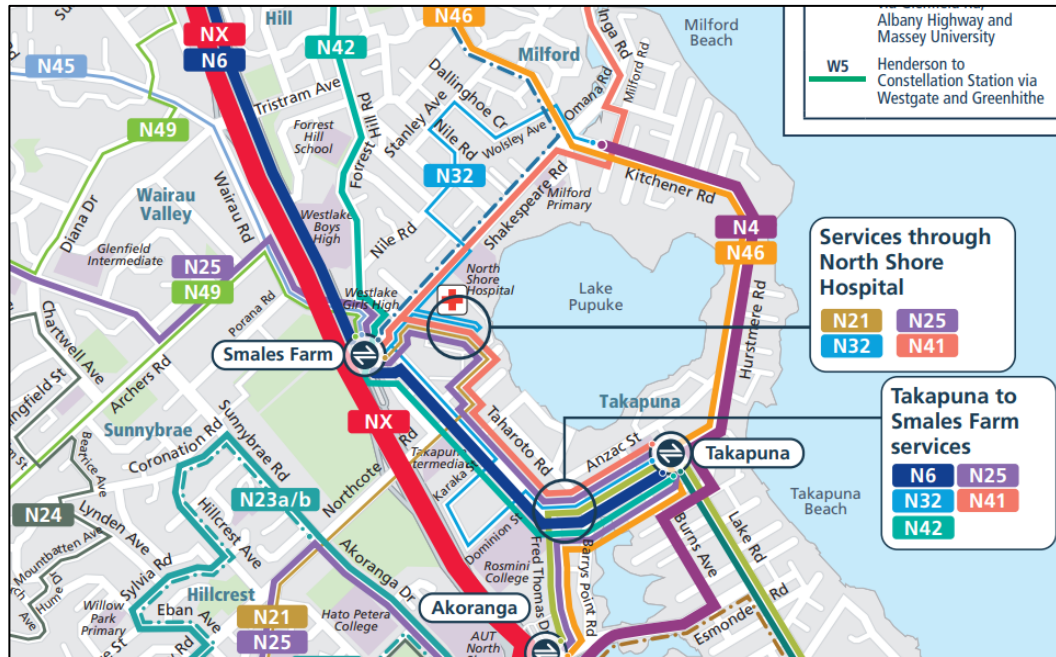 Hill
NX
N6
N42
N46
Inga Rd
Milford Rd
Milford
Beach
Albany Highway and
Massey University
W5
Henderson to
Constellation Station via
Westgate and Greenhithe
N45
Tristram Ave
Milford
Omana Rd
Dallinghoe Cr
Stanley Ave
Nile Rd
Wolsley Ave
N49
Forrest
Hill
School
Forrest Hill Rd
N32
Kitchener Rd
Milford
Primary
Shakespeare Rd
Wairau
Valley
Wairau Rd
Diana Dr
Westlake
Boys
High
Nile Rd
Glenfield
Intermediate
N25
N49
North
Shore
Hospital
Lake
Pupuke
N4
N46
Hurstmere Rd
Services through
North Shore
Hospital
N21
N25
N32
N41
Westlake
Girls High
Porana Rd
Chartwell Ave
Smales Farm
Archers Rd
NX
Takapuna
Takapuna to
Smales Farm
services
N6
N25
N32
N41
N42
Taharoto Rd
Anzac St
Takapuna
Takapuna
Beach
Sunnybrae
Coronation Rd
Sunnybrae Rd
Northcote Rd
Takapuna
Intermediate
Karaka
Beatrice Ave
N24
N23a/b
Lynden Ave
Hillcrest Ave
Mountbatten Ave
Sylvia Rd
Dominion St
Rosmini
College
Fred Thomas D
Barrys Point Rd
Burns Ave
Lake Rd
Akoranga Dr
Hume
Willow
Park
Primary
Eban Ave
Hillcrest
N21
N25
Hato Petera
College
Akoranga
AUT
North
Esmonde Rd